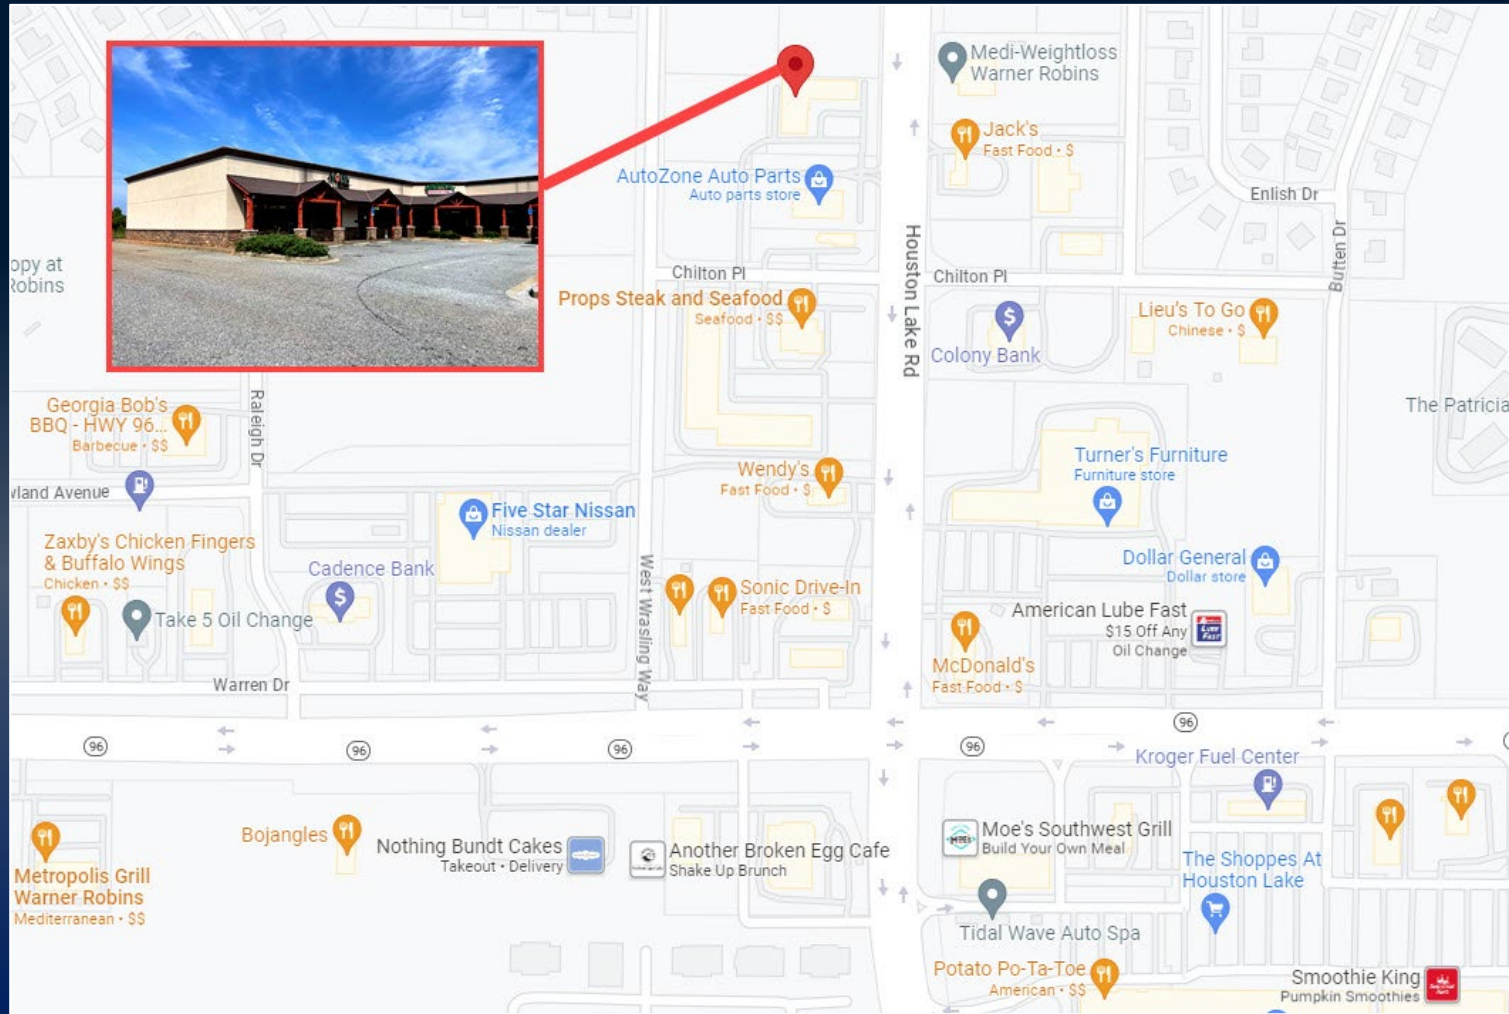 Medi-Weightloss
Warner Robins
Jack's
Fast Food • $
AutoZone Auto Parts
Auto parts store
Enlish Dr
Butten Dr
Houston Lake Rd
opy at
Robins
Chilton Pl
Chilton Pl
Props Steak and Seafood
Seafood • $$
Lieu's To Go
Chinese • $
Colony Bank
Georgia Bob's
BBQ - HWY 96...
Barbecue • $$
Raleigh Dr
The Patricia
Turner's Furniture
Furniture store
Wendy's
Fast Food • $
vland Avenue
Five Star Nissan
Nissan dealer
Zaxby's Chicken Fingers
& Buffalo Wings
Chicken • $$
Cadence Bank
West Wrasling Way
Dollar General
Dollar store
Sonic Drive-In
Fast Food • $
Take 5 Oil Change
American Lube Fast
$15 Off Any
Oil Change
LUBE
FAST
McDonald's
Fast Food • $
Warren Dr
96
96
96
96
96
Kroger Fuel Center
Bojangles
Nothing Bundt Cakes
Takeout • Delivery
Another Broken Egg Cafe
Shake Up Brunch
MOE'S
Moe's Southwest Grill
Build Your Own Meal
The Shoppes At
Houston Lake
Metropolis Grill
Warner Robins
Mediterranean • $$
Tidal Wave Auto Spa
Potato Po-Ta-Toe
American • $$
Smoothie King
Pumpkin Smoothies